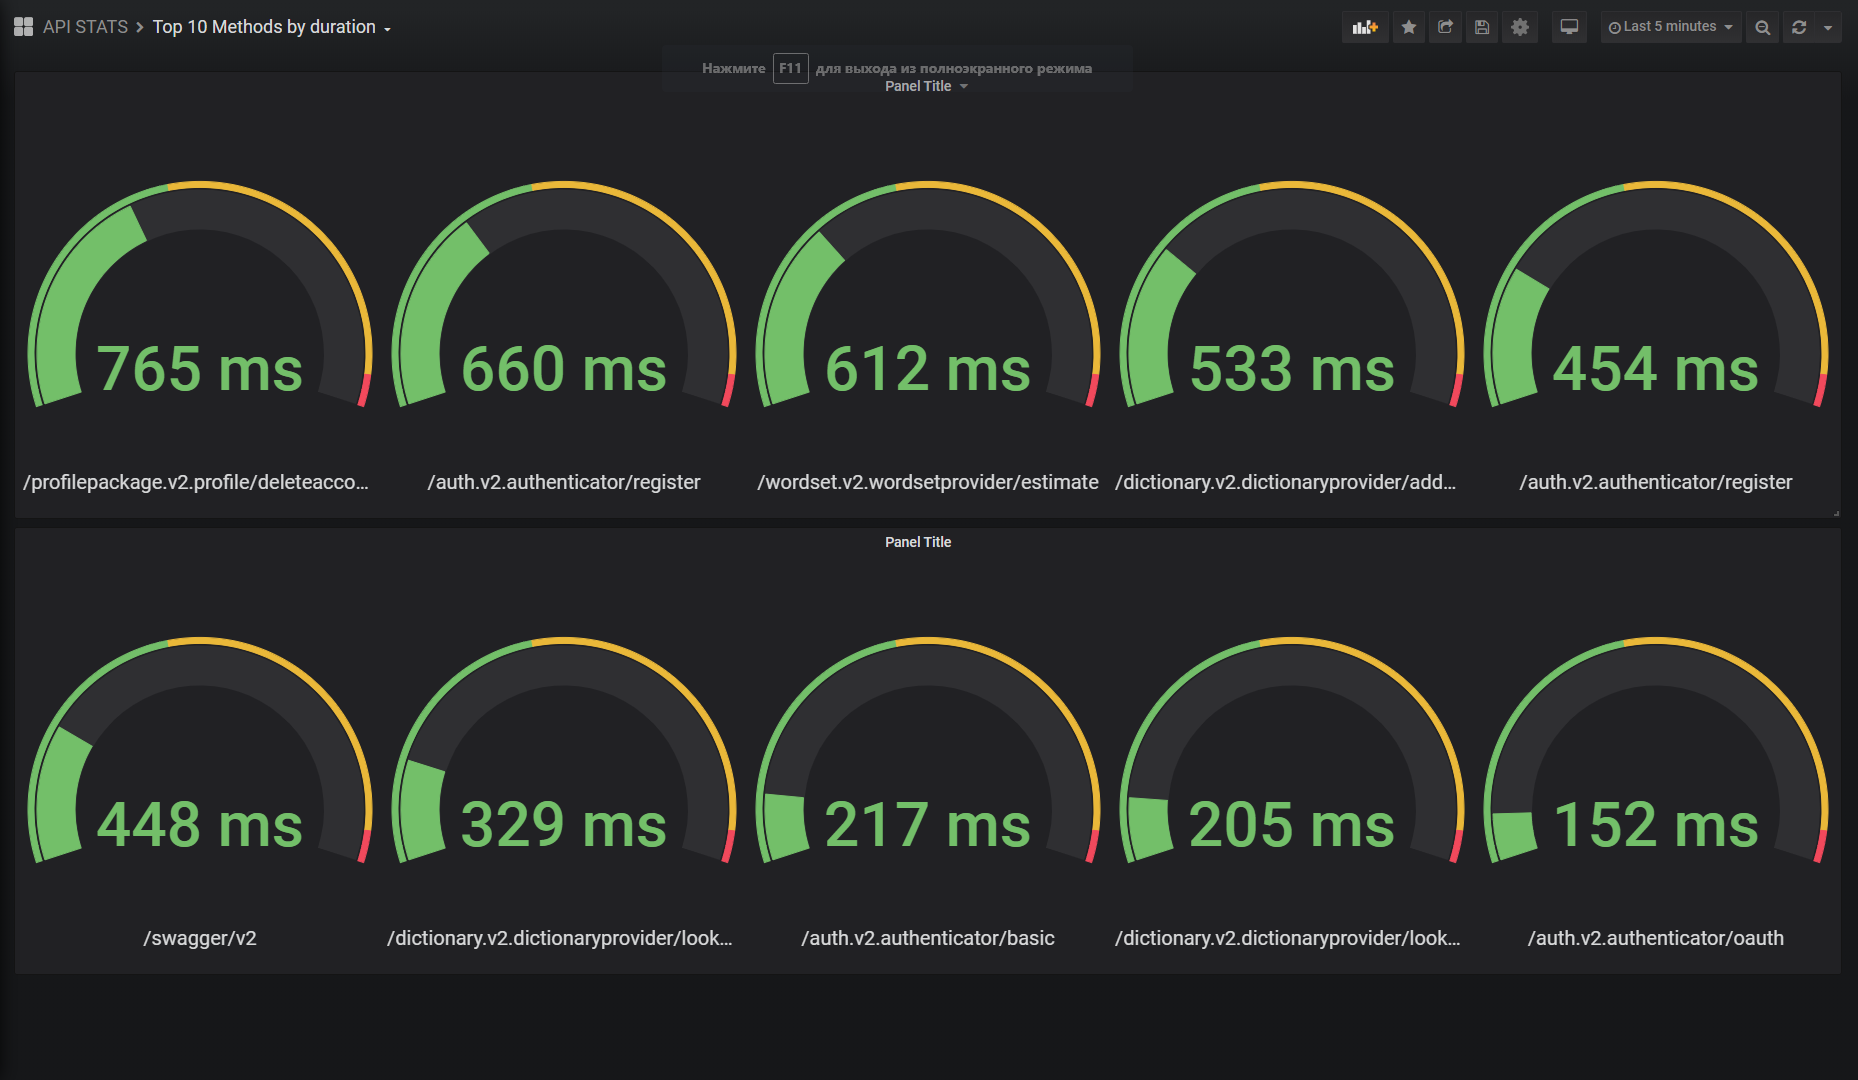 API STATS > Top 10 Methods by duration
Last 5 minutes
Нажмите F11 для выхода из полноэкранного режима
Panel Title
765 ms
660 ms
612 ms
533 ms
454 ms
/profilepackage.v2.profile/deleteacco...
/auth.v2.authenticator/register
/wordset.v2.wordsetprovider/estimate
/dictionary.v2.dictionaryprovider/add...
/auth.v2.authenticator/register
Panel Title
448 ms
329 ms
217 ms
205 ms
152 ms
/swagger/v2
/dictionary.v2.dictionaryprovider/look...
/auth.v2.authenticator/basic
/dictionary.v2.dictionaryprovider/look...
/auth.v2.authenticator/oauth